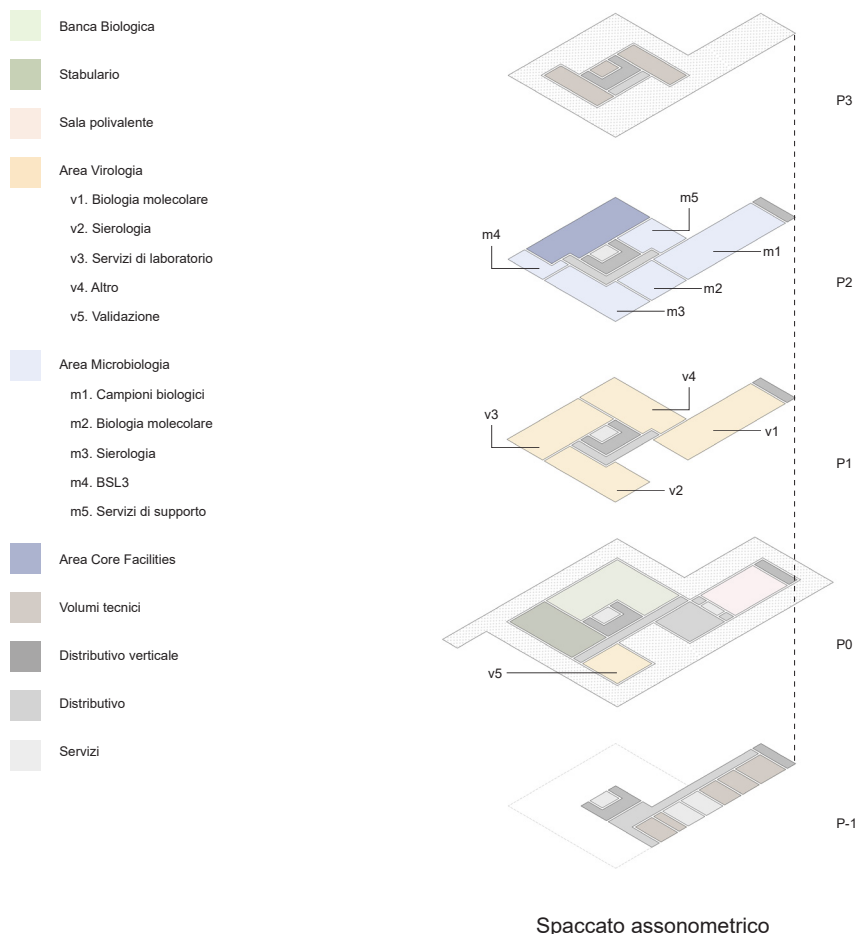 Banca Biologica
Stabulario
Sala polivalente
Area Virologia
v1. Biologia molecolare
v2. Sierologia
v3. Servizi di laboratorio
v4. Altro
v5. Validazione
Area Microbiologia
m1. Campioni biologici
m2. Biologia molecolare
m3. Sierologia
m4. BSL3
m5. Servizi di supporto
Area Core Facilities
Volumi tecnici
Distributivo verticale
Distributivo
Servizi
P3
m5
m4
m1
P2
m2
m3
v4
v3
v1
P1
v2
P0
v5
P-1
Spaccato assonometrico